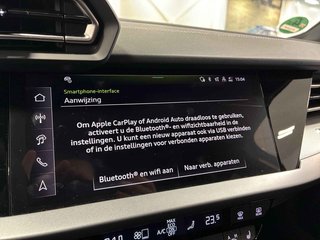 15:04
Smartphone-interface
Aanwijzing
Om Apple CarPlay of Android Auto draadloos te gebruiken,
activeert u de Bluetooth®- en wifizichtbaarheid in de
instellingen. U kunt een nieuwe apparaat ook via USB verbinden
of in de instellingen voor verbonden apparaten kiezen.
Bluetooth® en wifi aan
Naar verb. apparaten
A/C
MAX
23.5